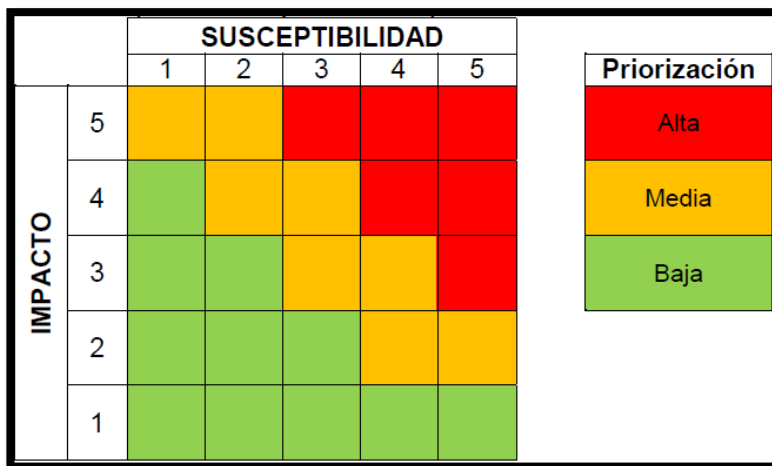 SUSCEPTIBILIDAD
1 2 3 4 5
Priorización
IMPACTO
5
Alta
4
Media
3
Baja
2
1